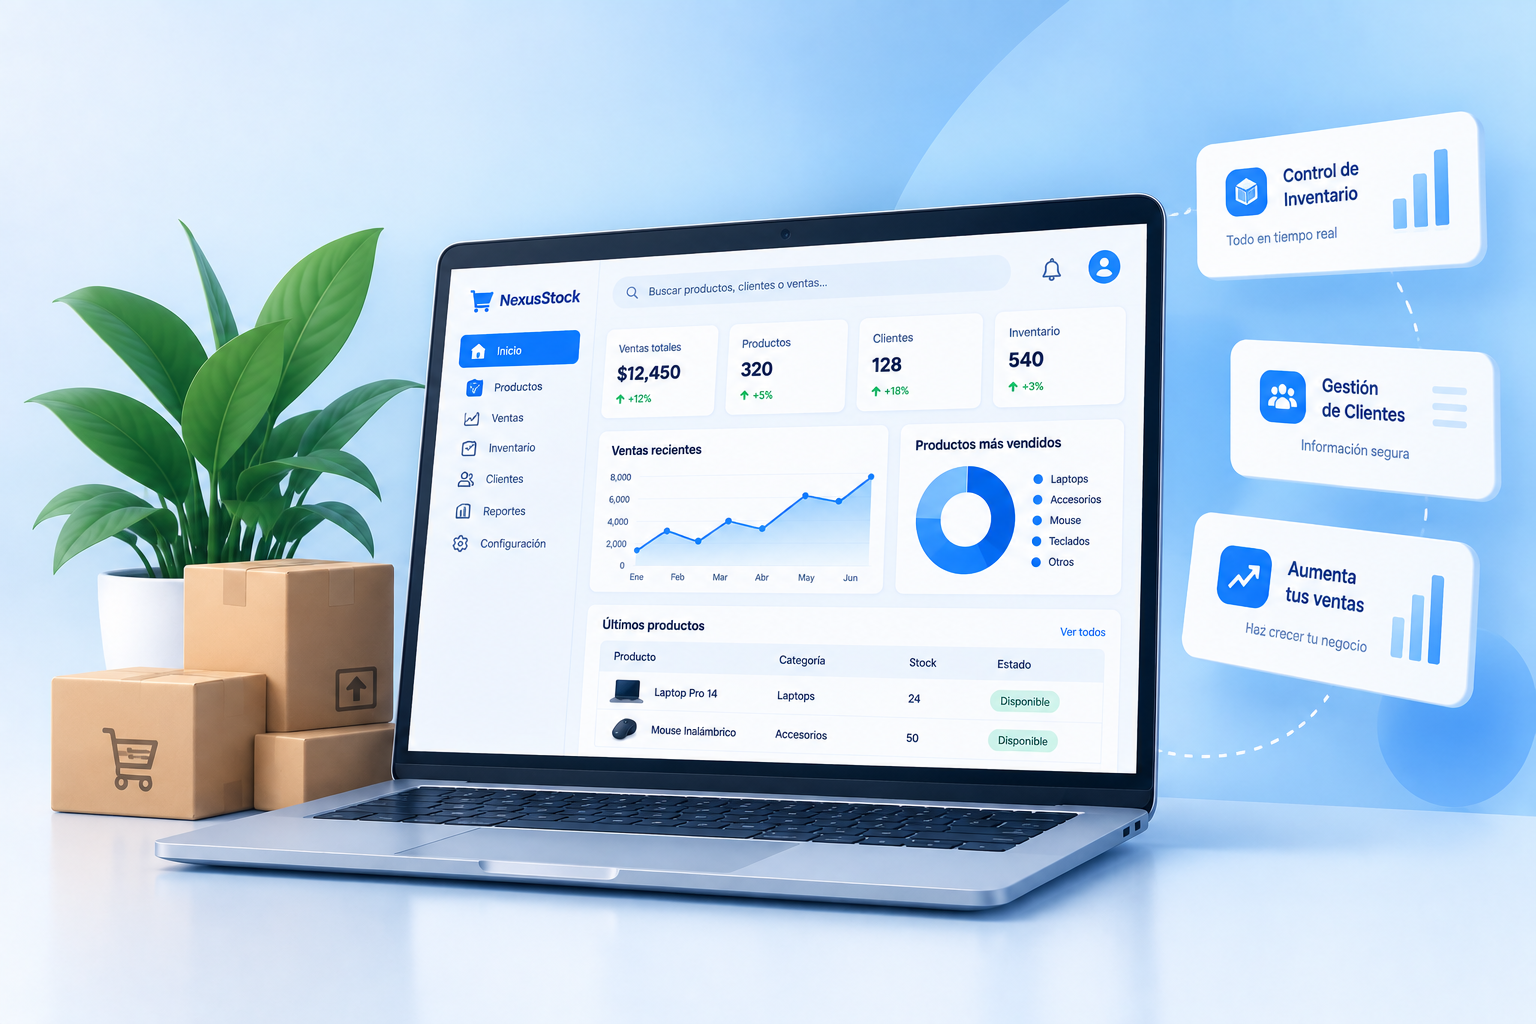 NexusStock
Buscar productos, clientes o ventas...
Inicio
Productos
Ventas
Inventario
Clientes
Reportes
Configuración
Ventas totales
$12,450
+12%
Productos
320
+5%
Clientes
128
+18%
Inventario
540
+3%
Ventas recientes
8,000
6,000
4,000
2,000
0
Ene Feb Mar Abr May Jun
Productos más vendidos
Laptops
Accesorios
Mouse
Teclados
Otros
Últimos productos
Ver todos
Producto Categoría Stock Estado
Laptop Pro 14 Laptops 24 Disponible
Mouse Inalámbrico Accesorios 50 Disponible
Control de
Inventario
Todo en tiempo real
Gestión
de Clientes
Información segura
Aumenta
tus ventas
Haz crecer tu negocio